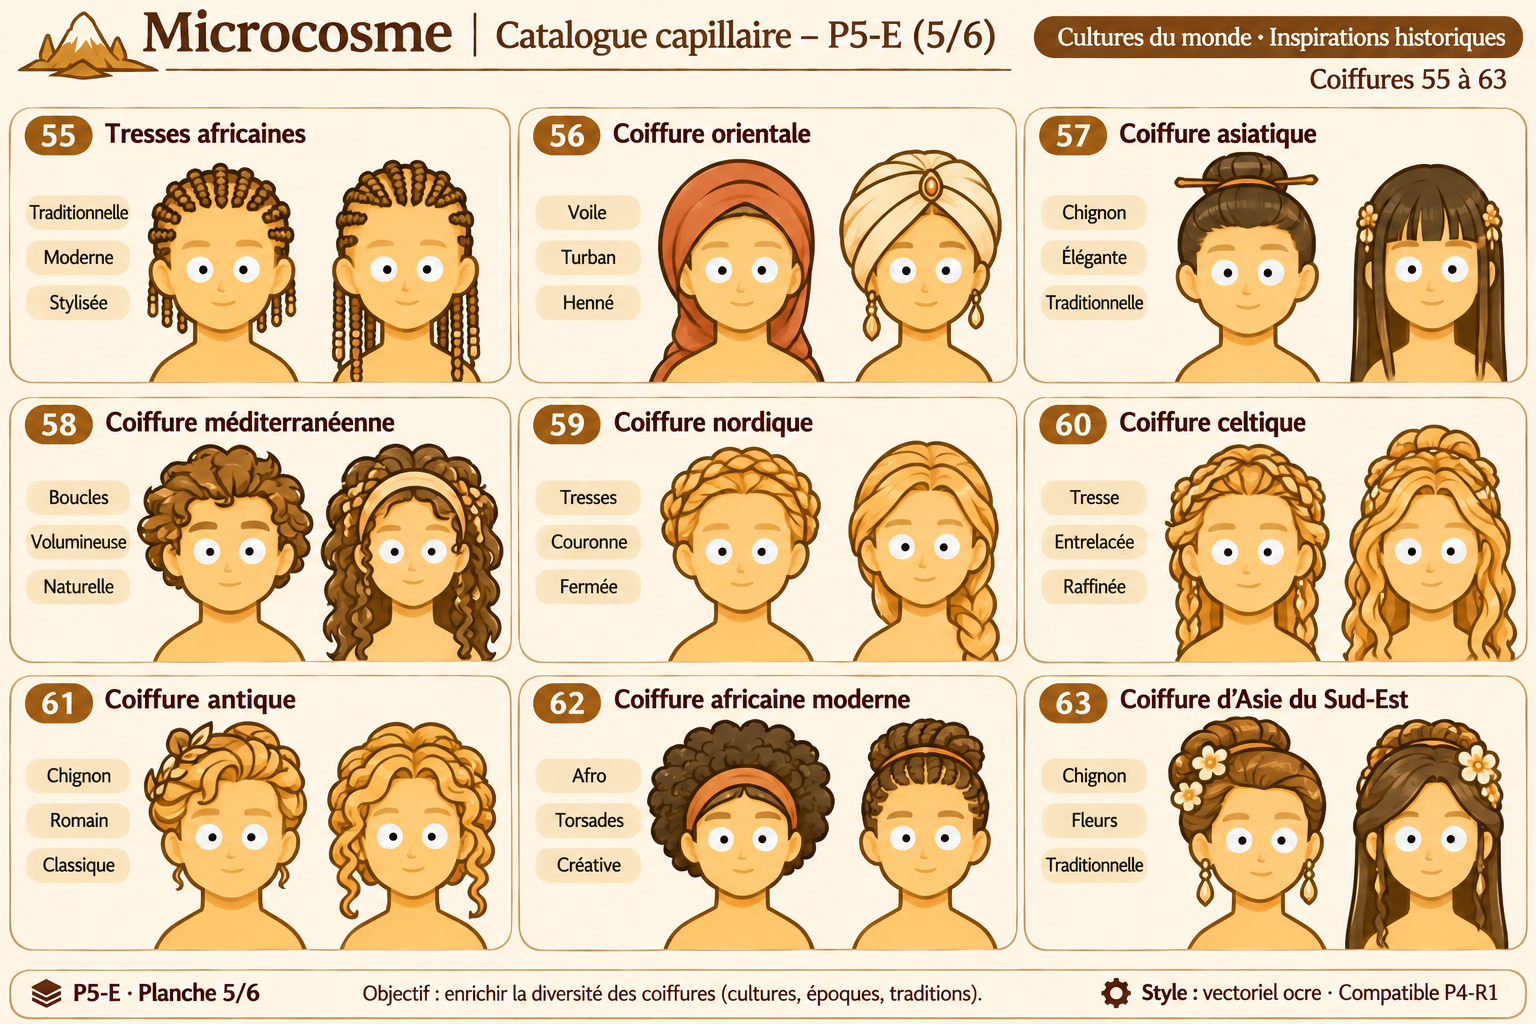 Microcosme | Catalogue capillaire – P5-E (5/6)
Cultures du monde • Inspirations historiques
Coiffures 55 à 63
55 Tresses africaines
Traditionnelle
Moderne
Stylisée
56 Coiffure orientale
Voile
Turban
Henné
57 Coiffure asiatique
Chignon
Élégante
Traditionnelle
58 Coiffure méditerranéenne
Boucles
Volumineuse
Naturelle
59 Coiffure nordique
Tresses
Couronne
Fermée
60 Coiffure celtique
Tresse
Entrelacée
Raffinée
61 Coiffure antique
Chignon
Romain
Classique
62 Coiffure africaine moderne
Afro
Torsades
Créative
63 Coiffure d'Asie du Sud-Est
Chignon
Fleurs
Traditionnelle
P5-E • Planche 5/6
Objectif : enrichir la diversité des coiffures (cultures, époques, traditions).
Style : vectoriel ocre • Compatible P4-R1